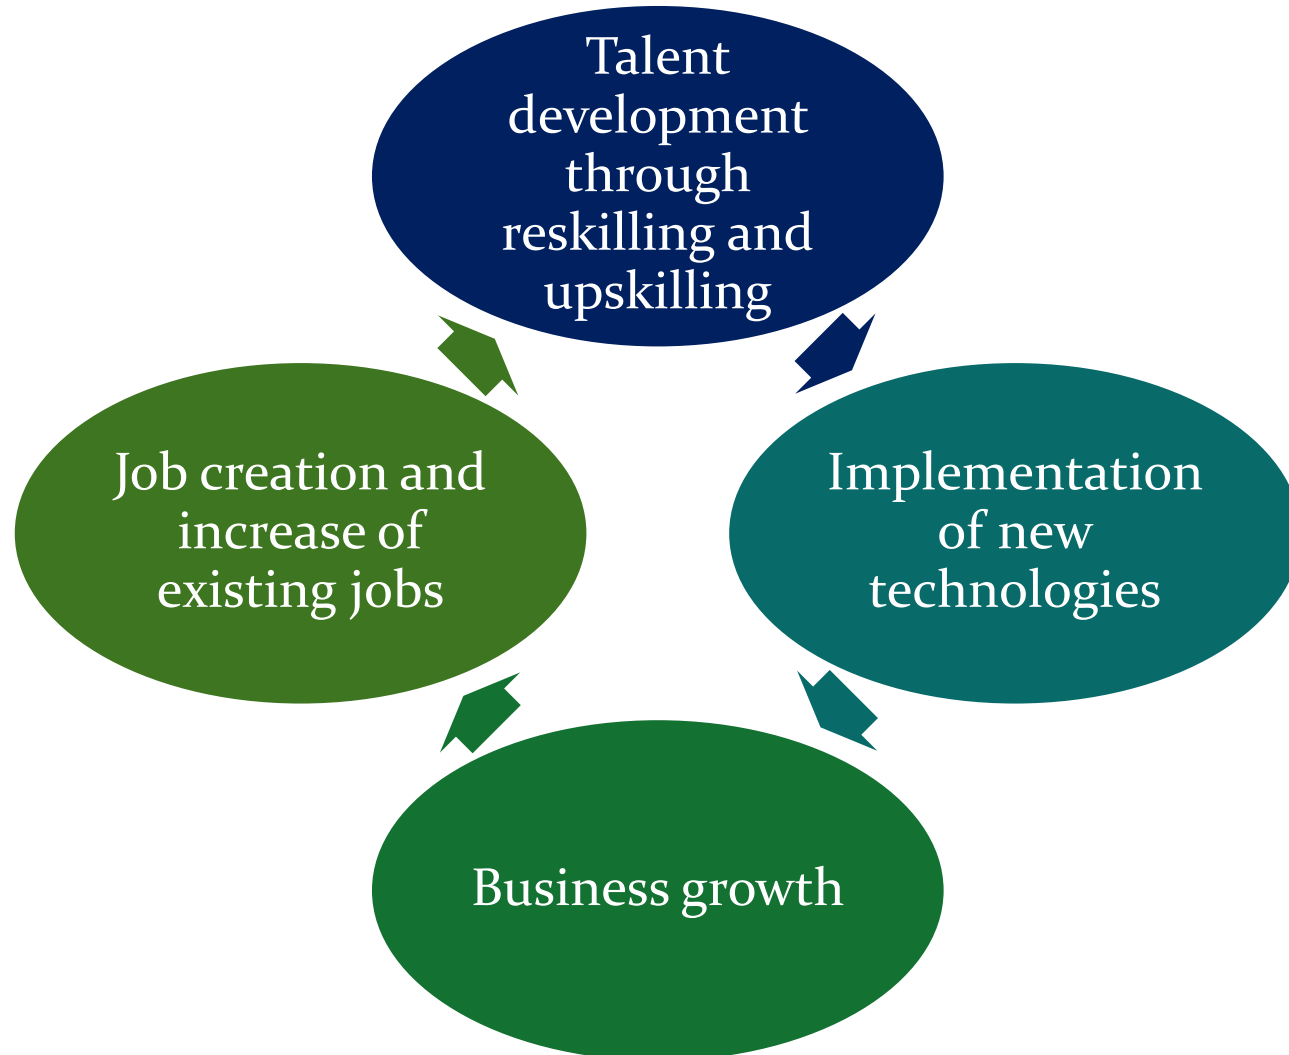 Talent
development
through
reskilling and
upskilling
Job creation and
increase of
existing jobs
Implementation
of new
technologies
Business growth